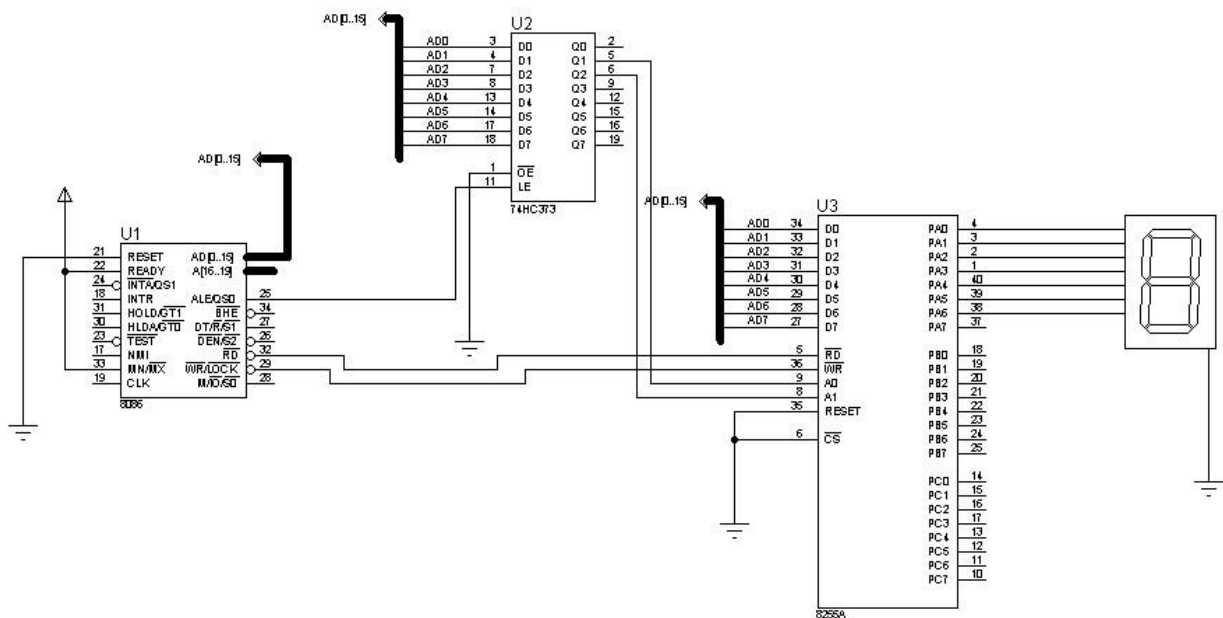 AD[0..15]
U2
AD0 3 D0 Q0 2
AD1 4 D1 Q1 5
AD2 7 D2 Q2 6
AD3 8 D3 Q3 9
AD4 13 D4 Q4 12
AD5 14 D5 Q5 15
AD6 17 D6 Q6 16
AD7 18 D7 Q7 19
1 OE
11 LE
74HC373
AD[0..15]
U1
21 RESET AD[0..15]
22 READY A[16..19]
24 INTA/QS1
18 INTR ALE/QS0 25
31 HOLD/GT1 BHE 34
30 HLDA/GT0 DT/R/S1 27
23 TEST DEN/S2 26
17 NMI RD 32
33 MN/MX WR/LOCK 29
19 CLK M/IO/S0 28
8086
AD[0..15]
U3
AD0 34 D0 PA0 4
AD1 33 D1 PA1 3
AD2 32 D2 PA2 2
AD3 31 D3 PA3 1
AD4 30 D4 PA4 40
AD5 29 D5 PA5 39
AD6 28 D6 PA6 38
AD7 27 D7 PA7 37
5 RD PB0 18
36 WR PB1 19
9 A0 PB2 20
8 A1 PB3 21
35 RESET PB4 22
PB5 23
6 CS PB6 24
PB7 25
PC0 14
PC1 15
PC2 16
PC3 17
PC4 13
PC5 12
PC6 11
PC7 10
8255A